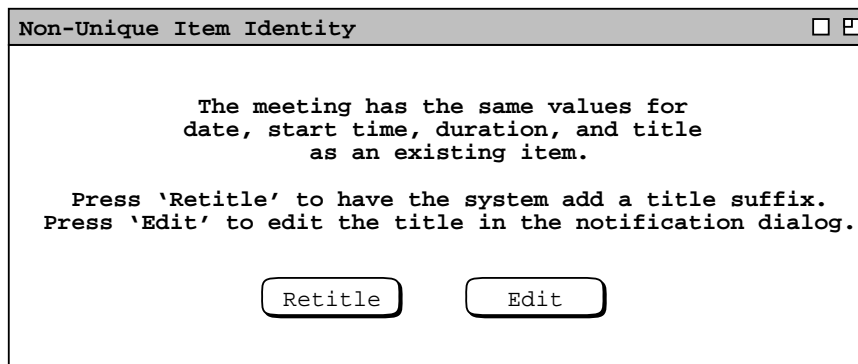 Non-Unique Item Identity
The meeting has the same values for
date, start time, duration, and title
as an existing item.
Press ‘Retitle’ to have the system add a title suffix.
Press ‘Edit’ to edit the title in the notification dialog.
Retitle
Edit